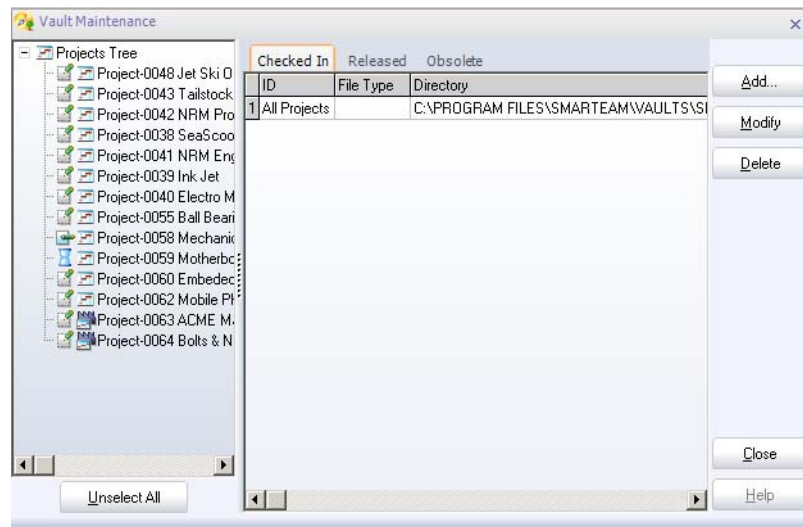 Vault Maintenance
Projects Tree
Project-0048 Jet Ski O
Project-0043 Tailstock
Project-0042 NRM Pro
Project-0038 SeaScoo
Project-0041 NRM Eng
Project-0039 Ink Jet
Project-0040 Electro M
Project-0055 Ball Beari
Project-0058 Mechanic
Project-0059 Motherbo
Project-0060 Embedec
Project-0062 Mobile Ph
Project-0063 ACME M
Project-0064 Bolts & N
Unselect All
Checked In Released Obsolete
ID File Type Directory
1 All Projects C:\PROGRAM FILES\SMARTEAM\VAULTS\S
Add...
Modify
Delete
Close
Help